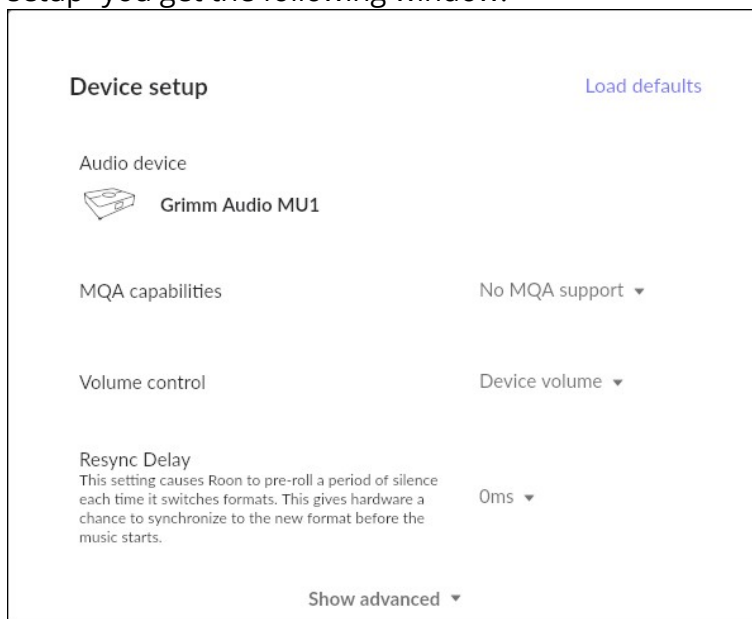 setup" you get the following window:
Device setup
Load defaults
Audio device
Grimm Audio MU1
MQA capabilities
No MQA support
Volume control
Device volume
Resync Delay
This setting causes Roon to pre-roll a period of silence
each time it switches formats. This gives hardware a
chance to synchronize to the new format before the
music starts.
0ms
Show advanced